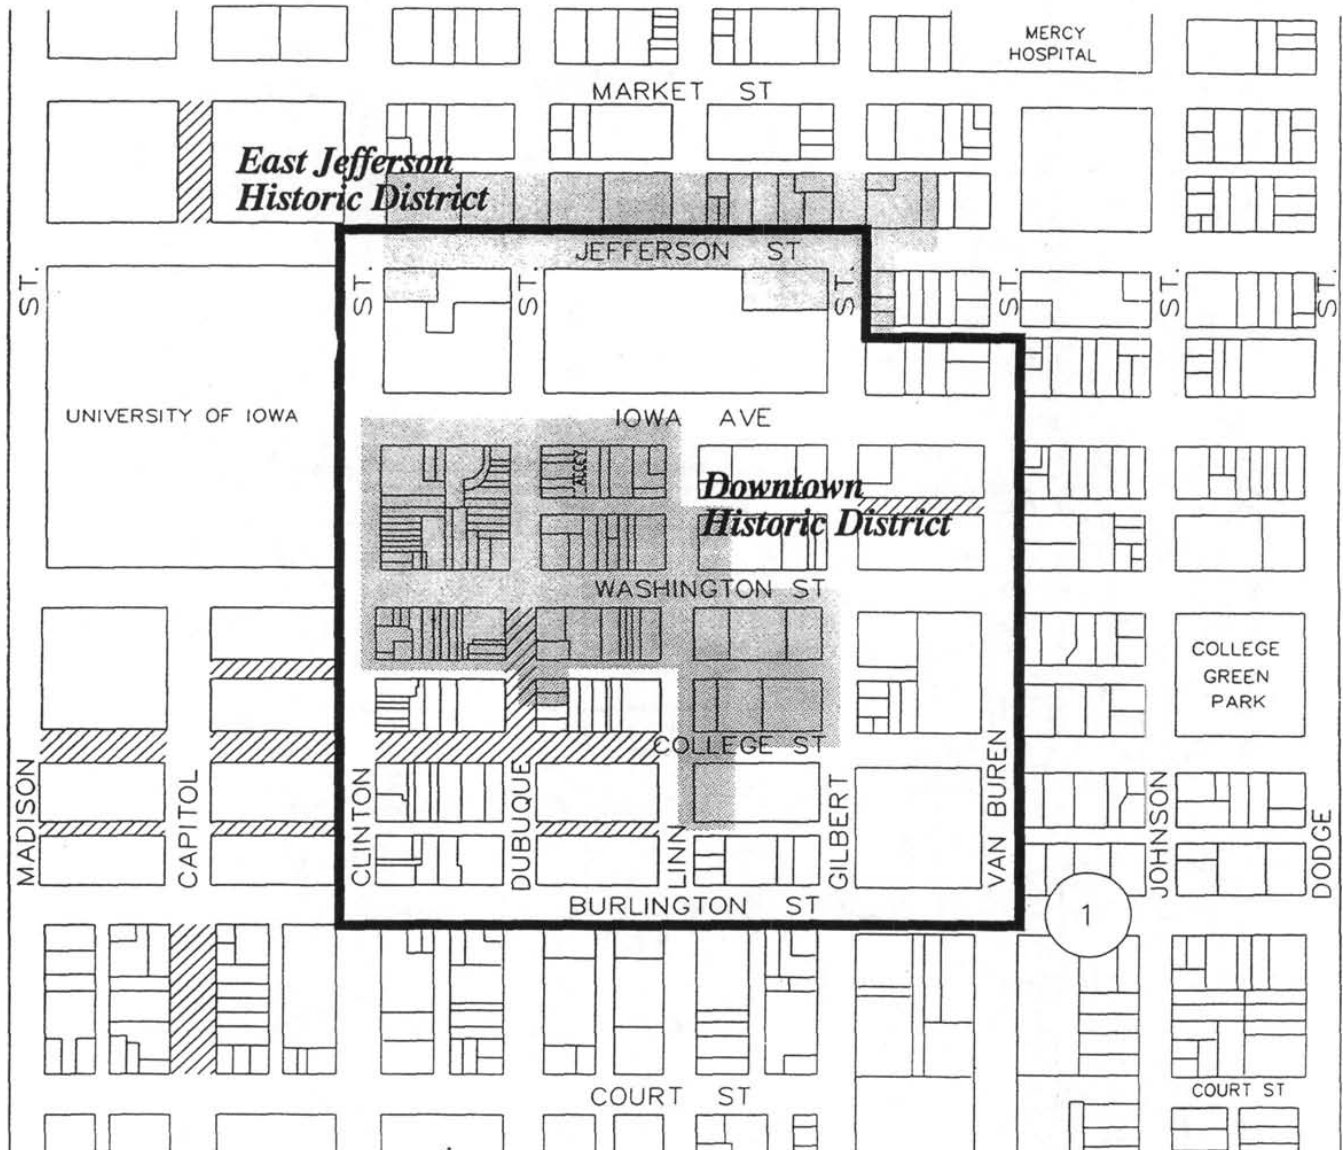 MERCY
HOSPITAL
MARKET ST
East Jefferson
Historic District
JEFFERSON ST
ST.
ST.
ST.
ST.
ST.
ST.
ST.
UNIVERSITY OF IOWA
IOWA AVE
ALLEY
Downtown
Historic District
WASHINGTON ST
COLLEGE
GREEN
PARK
COLLEGE ST
MADISON
CAPITOL
CLINTON
DUBUQUE
LINN
GILBERT
VAN BUREN
JOHNSON
DODGE
BURLINGTON ST
1
COURT ST
COURT ST